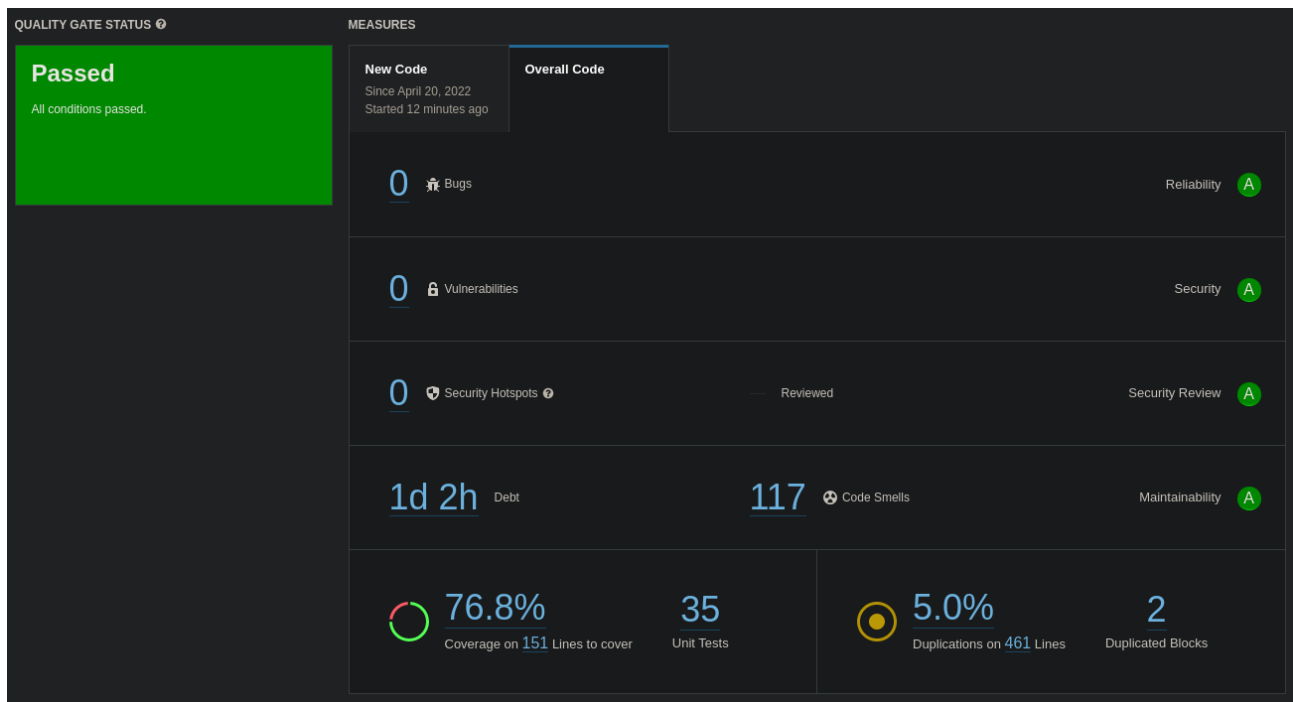 QUALITY GATE STATUS
MEASURES
Passed
All conditions passed.
New Code
Since April 20, 2022
Started 12 minutes ago
Overall Code
0 Bugs Reliability A
0 Vulnerabilities Security A
0 Security Hotspots Reviewed Security Review A
1d 2h Debt 117 Code Smells Maintainability A
76.8% 35 5.0% 2
Coverage on 151 Lines to cover Unit Tests Duplications on 461 Lines Duplicated Blocks